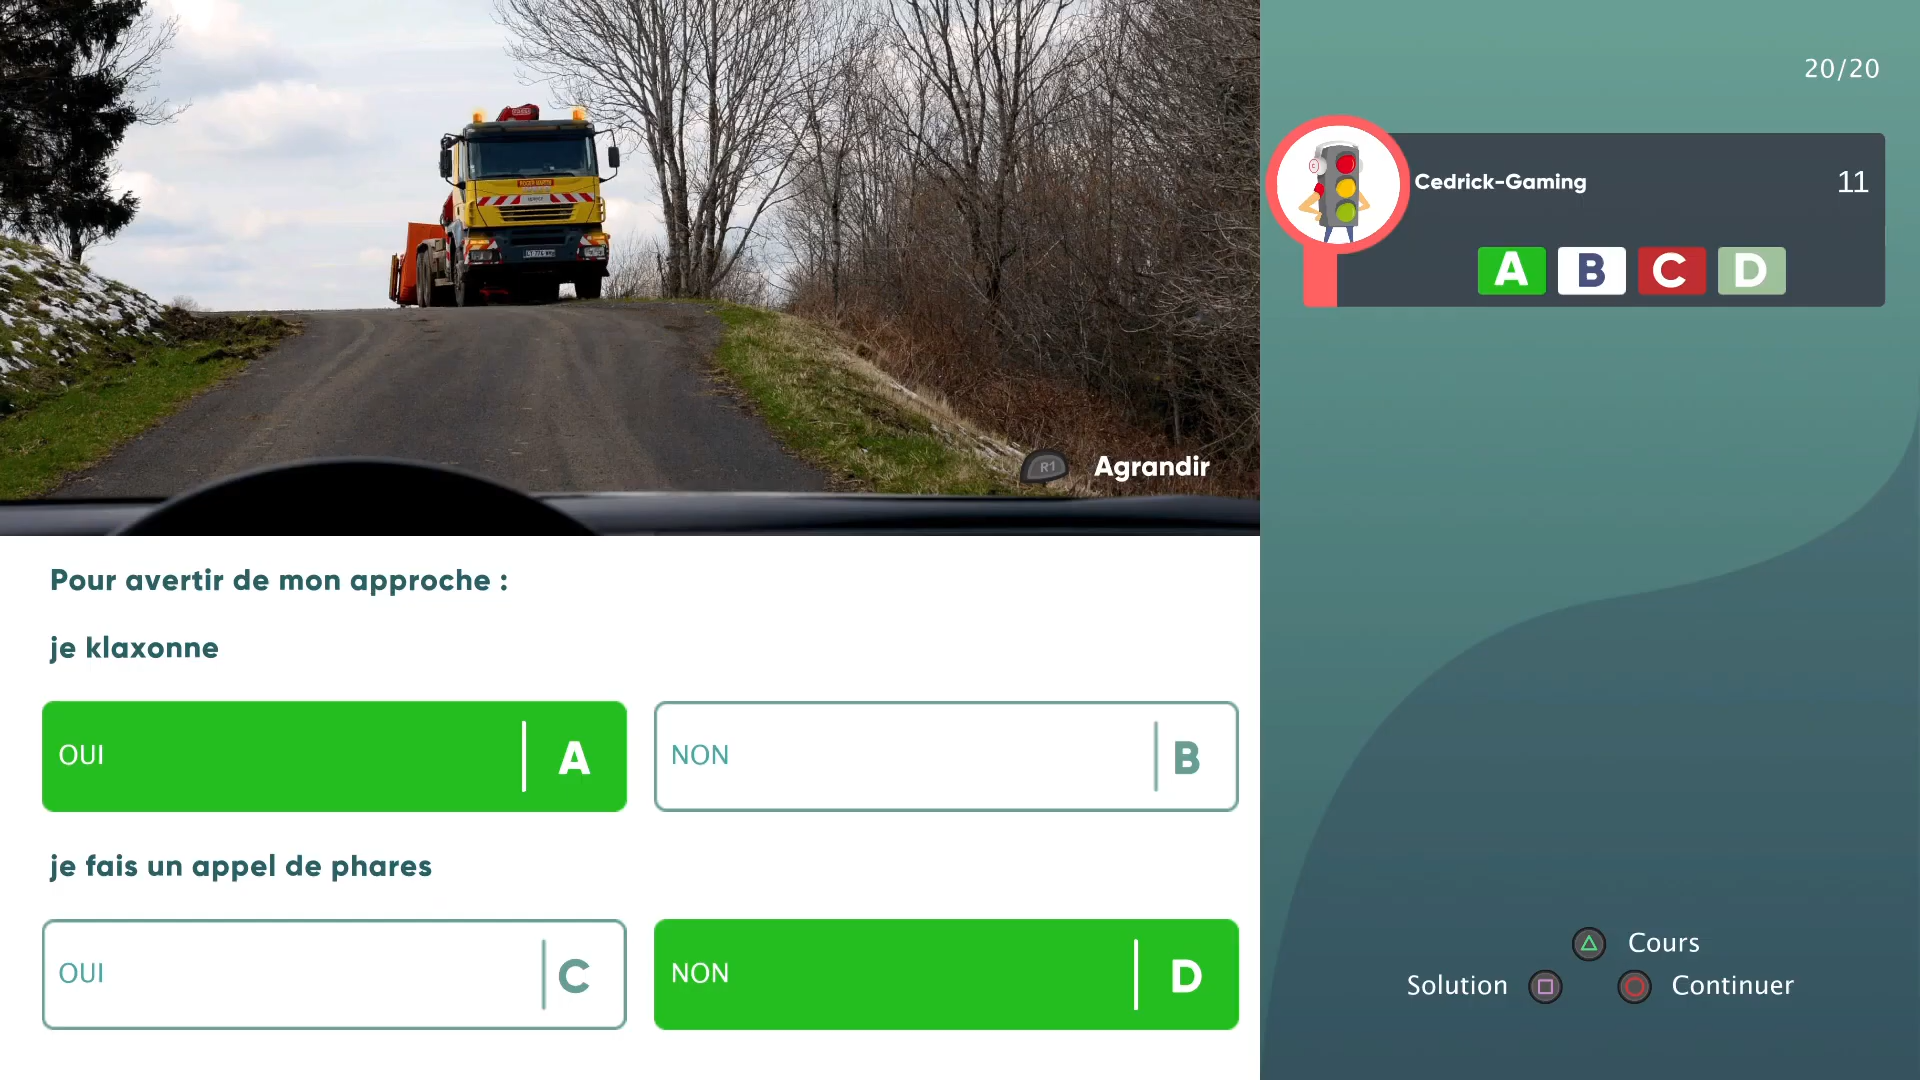 R1 Agrandir
20/20
Cedrick-Gaming 11
A B C D
Pour avertir de mon approche :
je klaxonne
OUI A
NON B
je fais un appel de phares
OUI C
NON D
Cours
Solution
Continuer